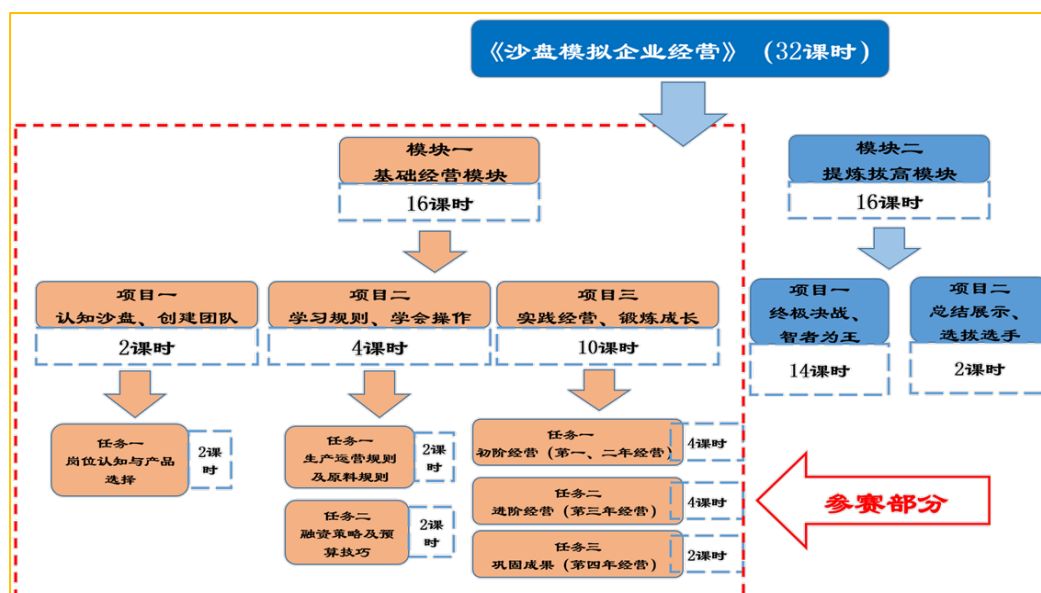 《沙盘模拟企业经营》（32课时）
模块一
基础经营模块
16课时
模块二
提炼拔高模块
16课时
项目一
认知沙盘、创建团队
2课时
项目二
学习规则、学会操作
4课时
项目三
实践经营、锻炼成长
10课时
项目一
终极决战、
智者为王
14课时
项目二
总结展示、
选拔选手
2课时
任务一
岗位认知与产品
选择
2课
时
任务一
生产运营规则
及原料规则
2课
时
任务二
融资策略及预
算技巧
2课
时
任务一
初阶经营（第一、二年经营）
4课时
任务二
进阶经营（第三年经营）
4课时
任务三
巩固成果（第四年经营）
2课时
参赛部分